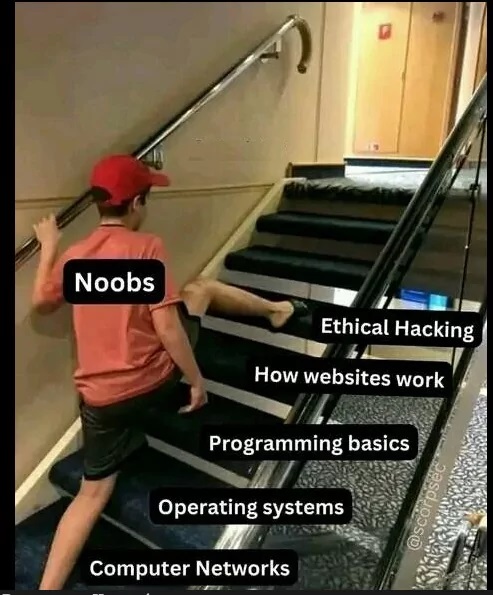 Noobs
Ethical Hacking
How websites work
Programming basics
Operating systems
Computer Networks
@scorpsec